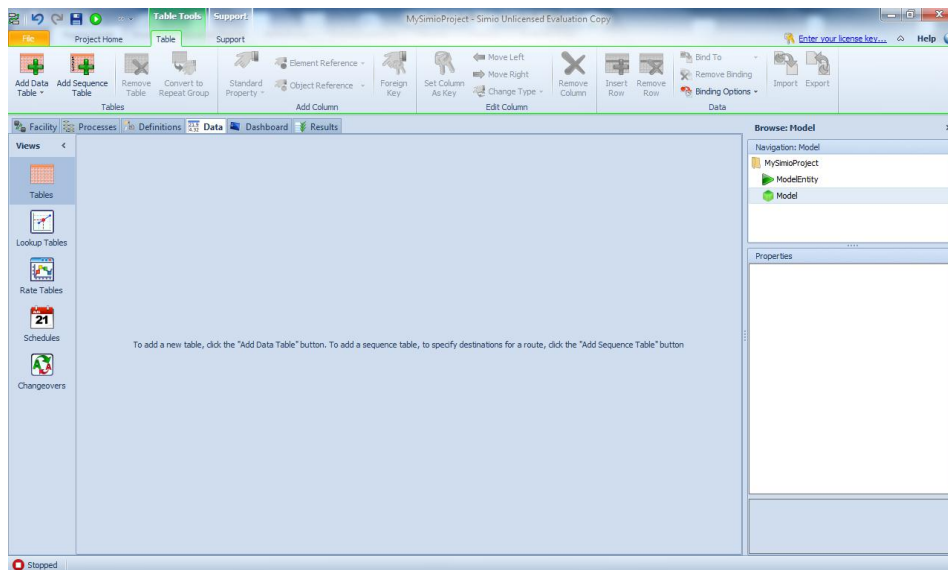 Table Tools Support MySimioProject - Simio Unlicensed Evaluation Copy
File Project Home Table Support Enter your license key... Help
Add Data Table Add Sequence Table Remove Table Convert to Repeat Group Standard Property Element Reference Object Reference Foreign Key Set Column As Key Move Left Move Right Change Type Remove Column Insert Row Remove Row Bind To Remove Binding Binding Options Import Export
Tables Add Column Edit Column Data
Facility Processes Definitions Data Dashboard Results Browse: Model
Views Navigation: Model
MySimioProject
ModelEntity
Tables Model
Lookup Tables
Properties
Rate Tables
21
Schedules
To add a new table, click the "Add Data Table" button. To add a sequence table, to specify destinations for a route, click the "Add Sequence Table" button
Changeovers
Stopped